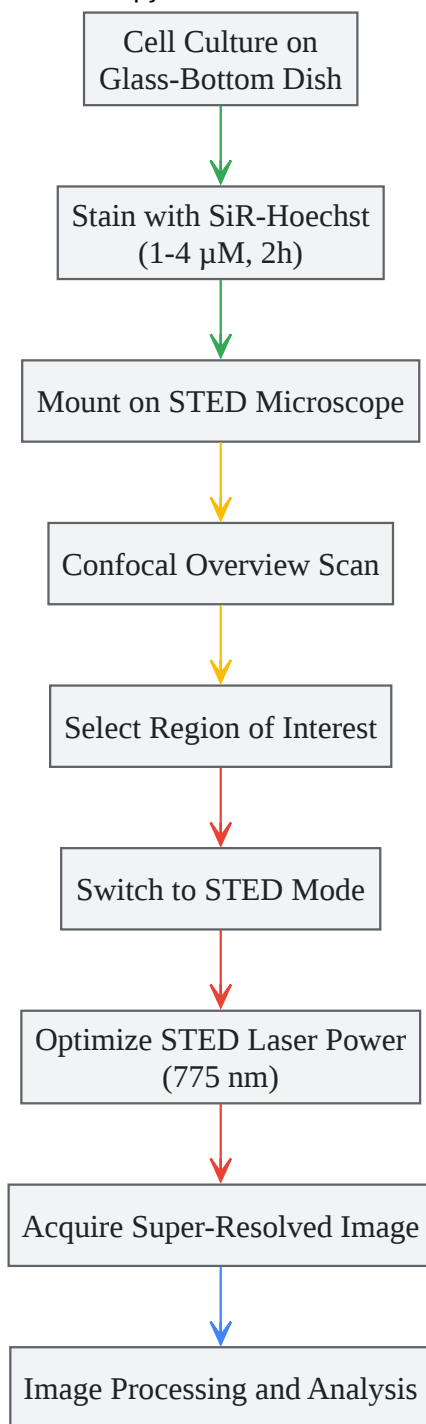 Cell Culture on
Glass-Bottom Dish
Stain with SiR-Hoechst
(1-4 µM, 2h)
Mount on STED Microscope
Confocal Overview Scan
Select Region of Interest
Switch to STED Mode
Optimize STED Laser Power
(775 nm)
Acquire Super-Resolved Image
Image Processing and Analysis